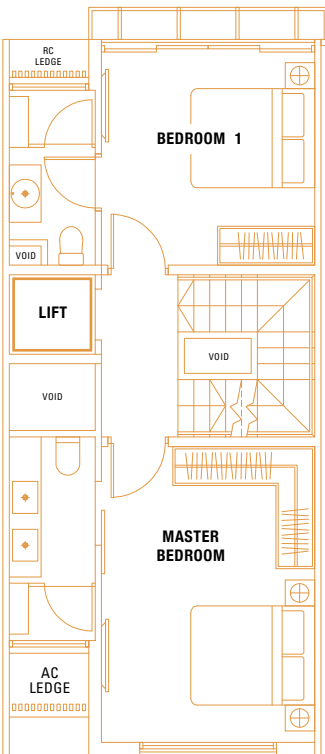 RC
LEDGE
BEDROOM 1
VOID
LIFT
VOID
VOID
MASTER
BEDROOM
AC
LEDGE